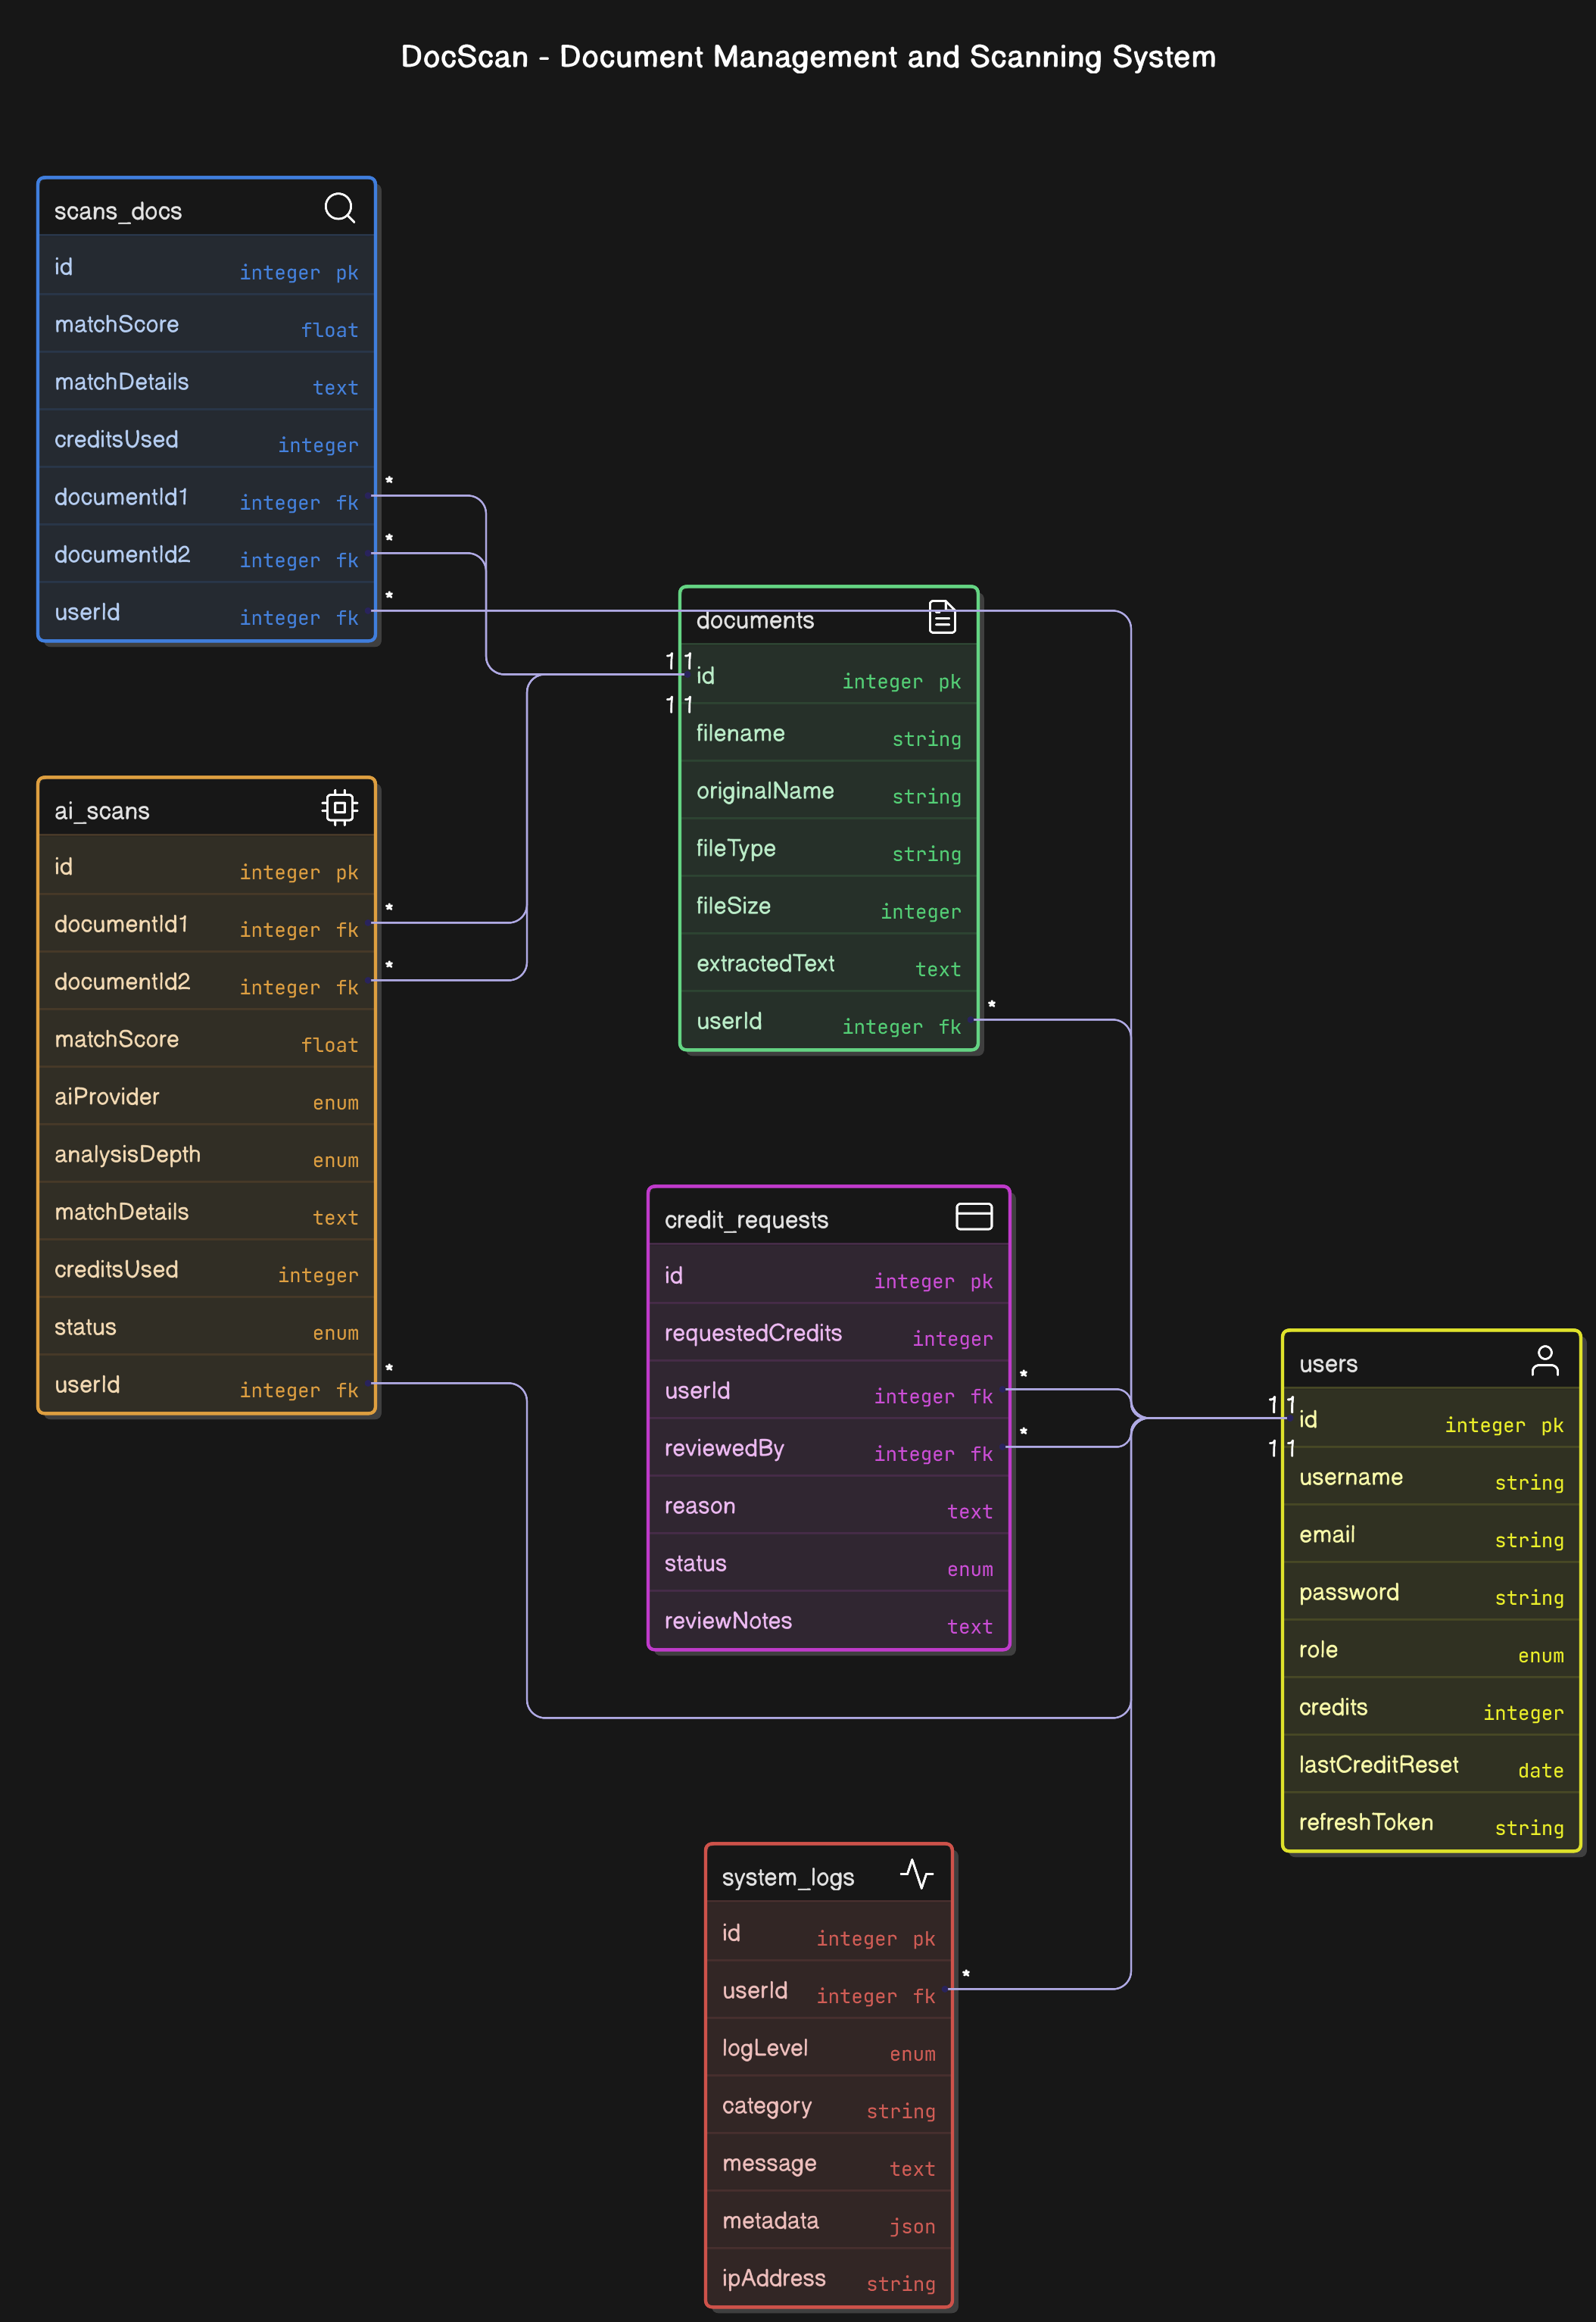 DocScan - Document Management and Scanning System
scans_docs
id integer pk
matchScore float
matchDetails text
creditsUsed integer
documentId1 integer fk *
documentId2 integer fk *
userId integer fk *
documents
1 1
id integer pk
1 1
filename string
originalName string
fileType string
fileSize integer
extractedText text
userId integer fk *
ai_scans
id integer pk
documentId1 integer fk *
documentId2 integer fk *
matchScore float
aiProvider enum
analysisDepth enum
matchDetails text
creditsUsed integer
status enum
userId integer fk *
credit_requests
id integer pk
requestedCredits integer
userId integer fk *
reviewedBy integer fk *
reason text
status enum
reviewNotes text
users
1 1
id integer pk
1 1
username string
email string
password string
role enum
credits integer
lastCreditReset date
refreshToken string
system_logs
id integer pk
userId integer fk *
logLevel enum
category string
message text
metadata json
ipAddress string